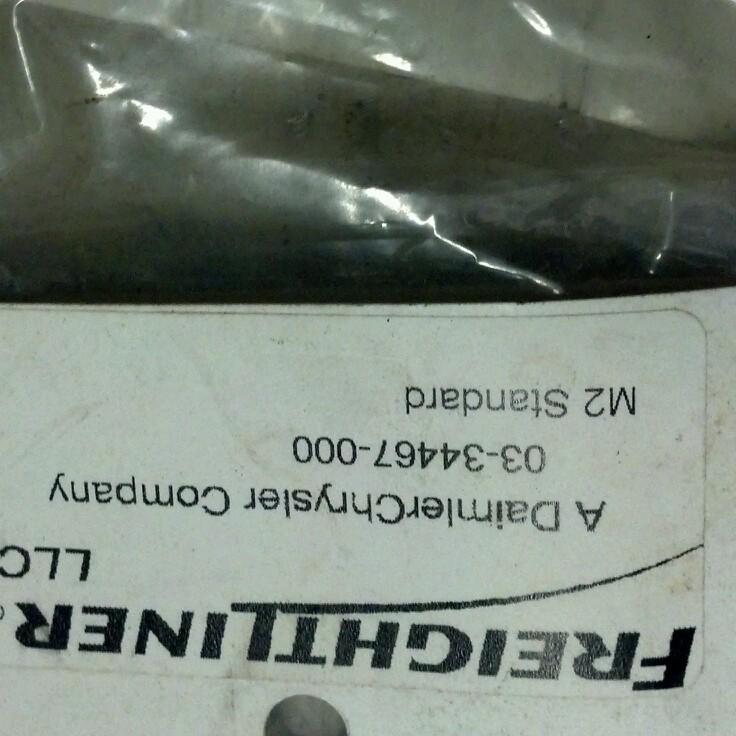 FREIGHTLINER®
LLC
A DaimlerChrysler Company
03-34467-000
M2 Standard